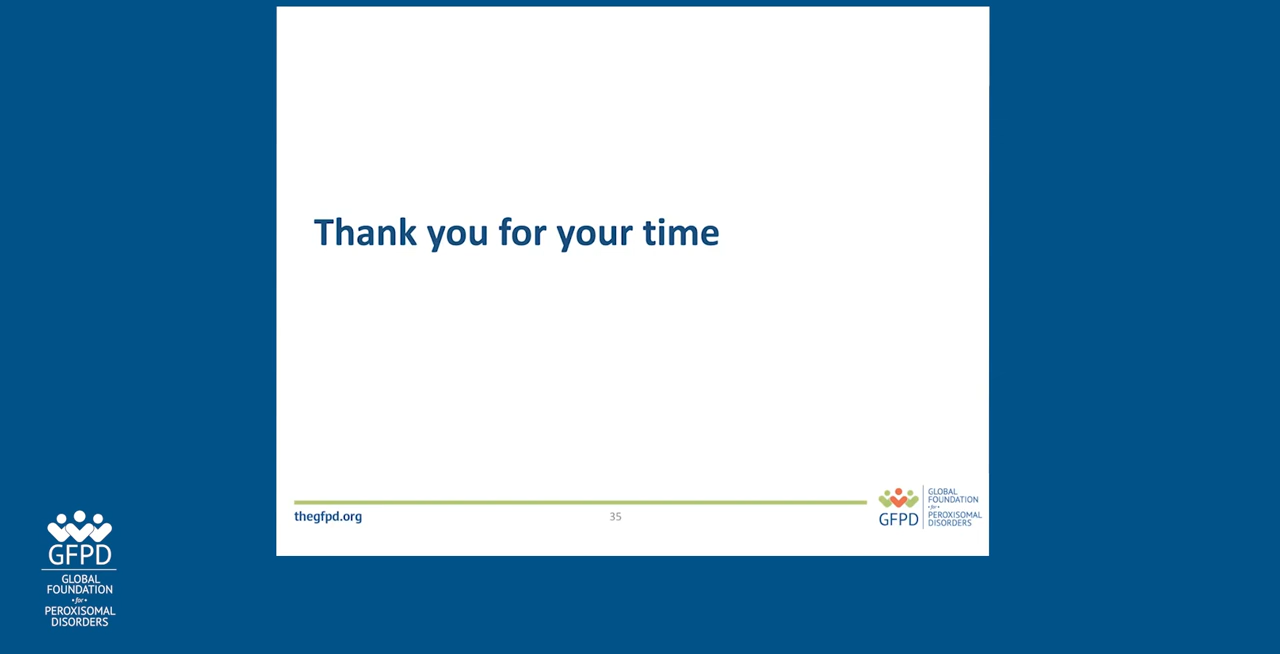 Thank you for your time
thegfpd.org
35
GFPD
GLOBAL
FOUNDATION
•for•
PEROXISOMAL
DISORDERS
GFPD
GLOBAL
FOUNDATION
•for•
PEROXISOMAL
DISORDERS